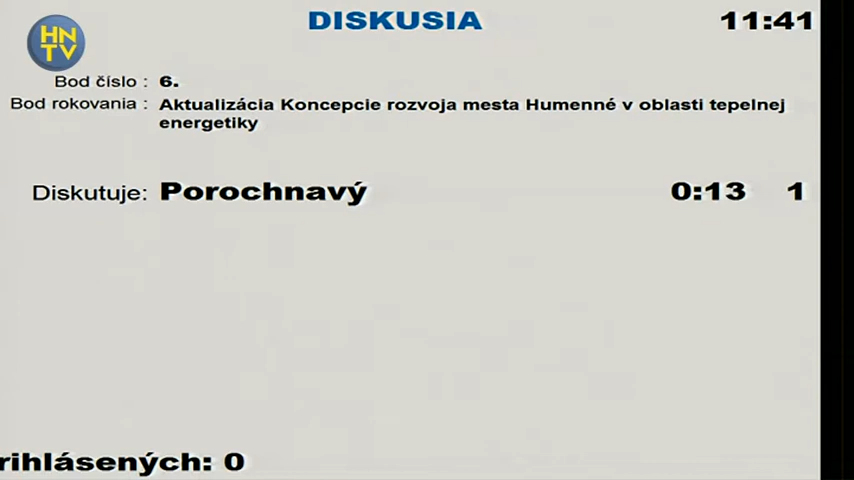 HN
TV
DISKUSIA 11:41
Bod číslo : 6.
Bod rokovania : Aktualizácia Koncepcie rozvoja mesta Humenné v oblasti tepelnej
energetiky
Diskutuje: Porochnavý 0:13 1
rihlásených: 0